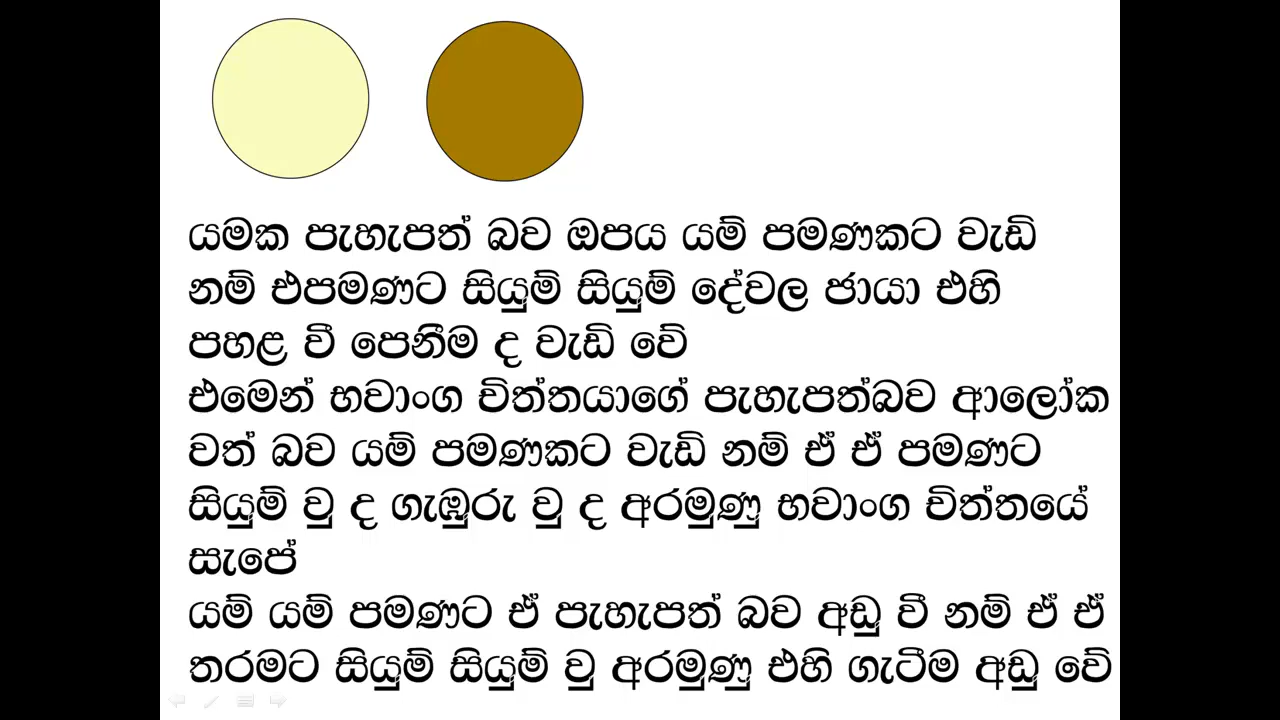 යමක පැහැපත් බව ඔපය යම් පමණකට වැඩි
නම් එපමණට සියුම් සියුම් දේවල ඡායා එහි
පහළ වී පෙනීම ද වැඩි වේ
එමෙන් භවාංග චිත්තයාගේ පැහැපත්බව ආලෝක
වත් බව යම් පමණකට වැඩි නම් ඒ ඒ පමණට
සියුම් වු ද ගැඹුරු වු ද අරමුණු භවාංග චිත්තයේ
සැපේ
යම් යම් පමණට ඒ පැහැපත් බව අඩු වී නම් ඒ ඒ
තරමට සියුම් සියුම් වු අරමුණු එහි ගැටීම අඩු වේ